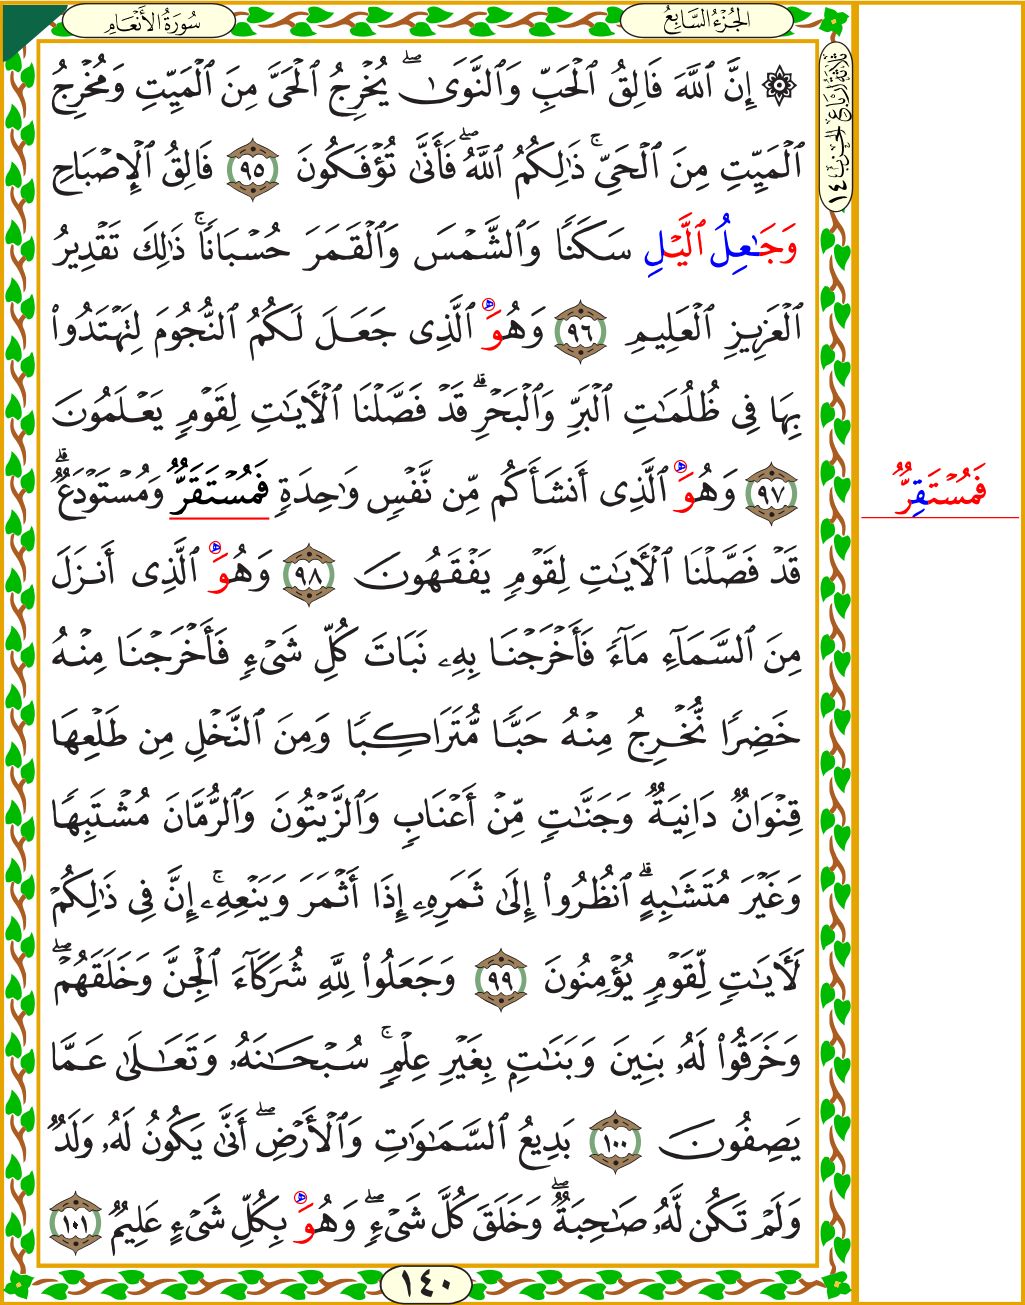 سُورَةُ الأَنْعَامِ
الجُزْءُ السَّابِعُ
ثلاثة أرباع الحزب ١٤
۞ إِنَّ ٱللَّهَ فَالِقُ ٱلْحَبِّ وَٱلنَّوَىٰۖ يُخْرِجُ ٱلْحَىَّ مِنَ ٱلْمَيِّتِ وَمُخْرِجُ
ٱلْمَيِّتِ مِنَ ٱلْحَىِّۚ ذَٰلِكُمُ ٱللَّهُۖ فَأَنَّىٰ تُؤْفَكُونَ ٩٥ فَالِقُ ٱلْإِصْبَاحِ
وَجَـٰعِلُ ٱلَّيْلِ سَكَنًا وَٱلشَّمْسَ وَٱلْقَمَرَ حُسْبَانًاۚ ذَٰلِكَ تَقْدِيرُ
ٱلْعَزِيزِ ٱلْعَلِيمِ ٩٦ وَهُوَ ٱلَّذِى جَعَلَ لَكُمُ ٱلنُّجُومَ لِتَهْتَدُوا۟
بِهَا فِى ظُلُمَـٰتِ ٱلْبَرِّ وَٱلْبَحْرِۗ قَدْ فَصَّلْنَا ٱلْـَٔايَـٰتِ لِقَوْمٍ يَعْلَمُونَ
٩٧ وَهُوَ ٱلَّذِى أَنشَأَكُم مِّن نَّفْسٍ وَٰحِدَةٍ فَمُسْتَقَرٌّ وَمُسْتَوْدَعٌۗ
فَمُسْتَقِرٌّ
قَدْ فَصَّلْنَا ٱلْـَٔايَـٰتِ لِقَوْمٍ يَفْقَهُونَ ٩٨ وَهُوَ ٱلَّذِى أَنزَلَ
مِنَ ٱلسَّمَآءِ مَآءً فَأَخْرَجْنَا بِهِۦ نَبَاتَ كُلِّ شَىْءٍ فَأَخْرَجْنَا مِنْهُ
خَضِرًا نُّخْرِجُ مِنْهُ حَبًّا مُّتَرَاكِبًا وَمِنَ ٱلنَّخْلِ مِن طَلْعِهَا
قِنْوَانٌ دَانِيَةٌ وَجَنَّـٰتٍ مِّنْ أَعْنَابٍ وَٱلزَّيْتُونَ وَٱلرُّمَّانَ مُشْتَبِهًا
وَغَيْرَ مُتَشَـٰبِهٍۗ ٱنظُرُوٓا۟ إِلَىٰ ثَمَرِهِۦ إِذَا أَثْمَرَ وَيَنْعِهِۦۚ إِنَّ فِى ذَٰلِكُمْ
لَـَٔايَـٰتٍ لِّقَوْمٍ يُؤْمِنُونَ ٩٩ وَجَعَلُوا۟ لِلَّهِ شُرَكَآءَ ٱلْجِنَّ وَخَلَقَهُمْۖ
وَخَرَقُوا۟ لَهُۥ بَنِينَ وَبَنَـٰتٍۭ بِغَيْرِ عِلْمٍۚ سُبْحَـٰنَهُۥ وَتَعَـٰلَىٰ عَمَّا
يَصِفُونَ ١٠٠ بَدِيعُ ٱلسَّمَـٰوَٰتِ وَٱلْأَرْضِۖ أَنَّىٰ يَكُونُ لَهُۥ وَلَدٌ
وَلَمْ تَكُن لَّهُۥ صَـٰحِبَةٌۖ وَخَلَقَ كُلَّ شَىْءٍۖ وَهُوَ بِكُلِّ شَىْءٍ عَلِيمٌ ١٠١
١٤٠